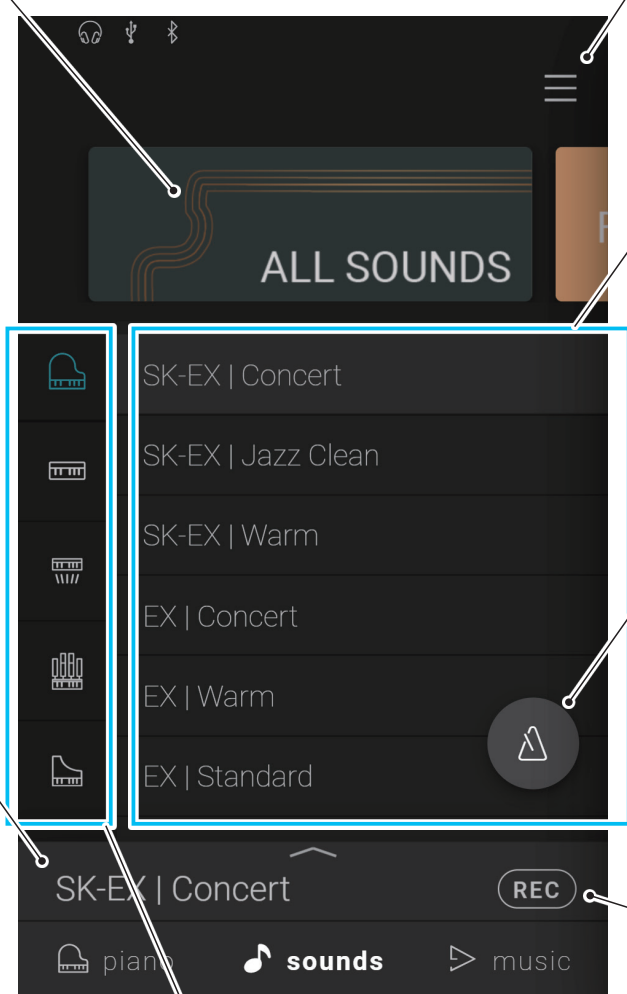 ALL SOUNDS
SK-EX | Concert
SK-EX | Jazz Clean
SK-EX | Warm
EX | Concert
EX | Warm
EX | Standard
SK-EX | Concert
REC
piano
sounds
music